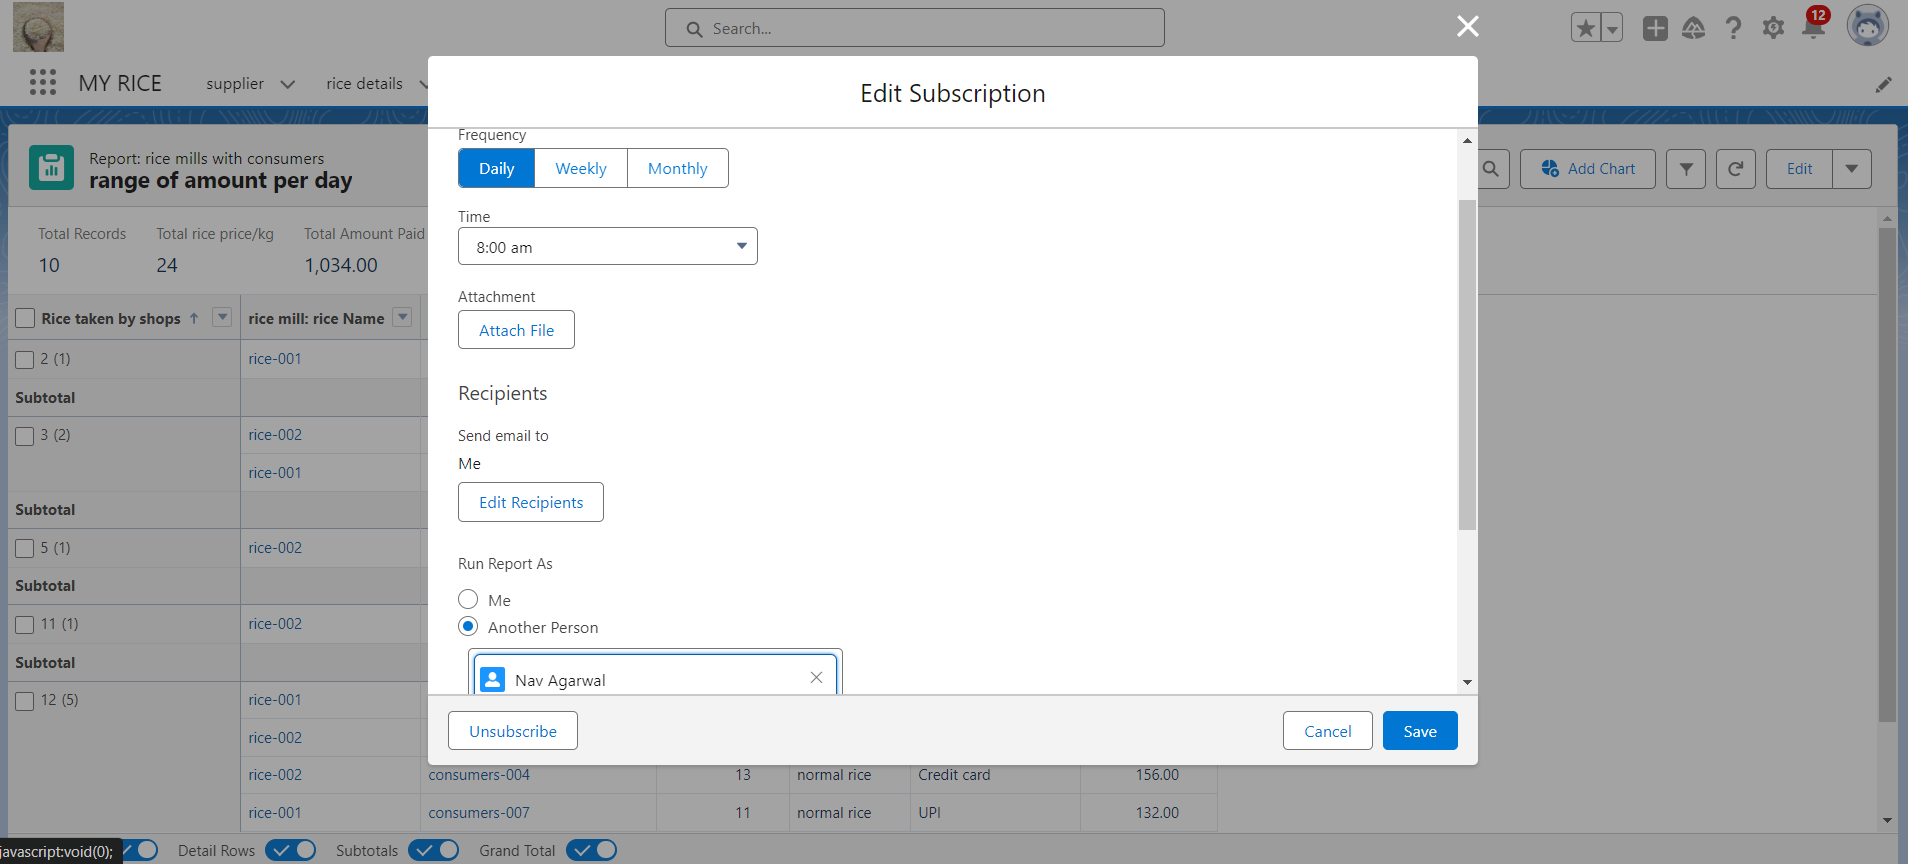 Search...
12
MY RICE
supplier
rice details
Edit Subscription
Report: rice mills with consumers
range of amount per day
Add Chart
Edit
Total Records
Total rice price/kg
Total Amount Paid
10
24
1,034.00
Rice taken by shops ↑
rice mill: rice Name
2 (1)
rice-001
Subtotal
3 (2)
rice-002
rice-001
Subtotal
5 (1)
rice-002
Subtotal
11 (1)
rice-002
Subtotal
12 (5)
rice-001
rice-002
rice-002
consumers-004
13
normal rice
Credit card
156.00
rice-001
consumers-007
11
normal rice
UPI
132.00
Frequency
Daily
Weekly
Monthly
Time
8:00 am
Attachment
Attach File
Recipients
Send email to
Me
Edit Recipients
Run Report As
Me
Another Person
Nav Agarwal
Unsubscribe
Cancel
Save
javascript:void(0);
Detail Rows
Subtotals
Grand Total